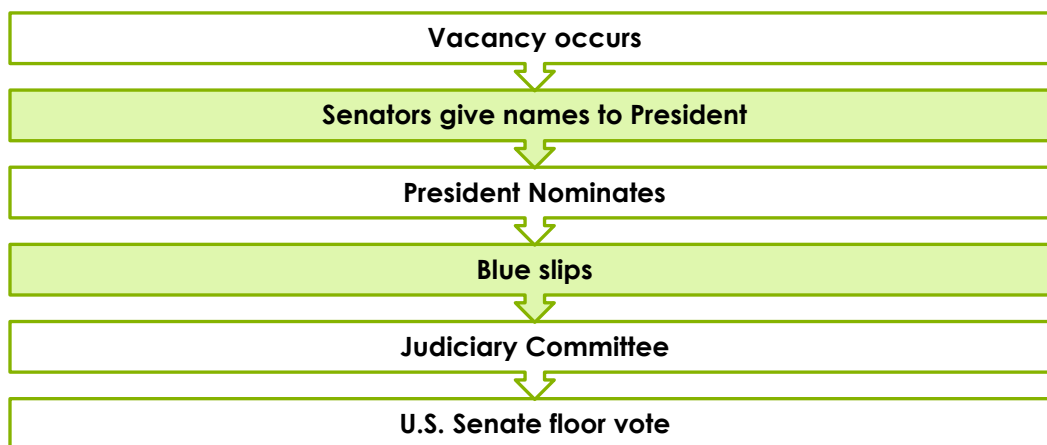 Vacancy occurs
Senators give names to President
President Nominates
Blue slips
Judiciary Committee
U.S. Senate floor vote